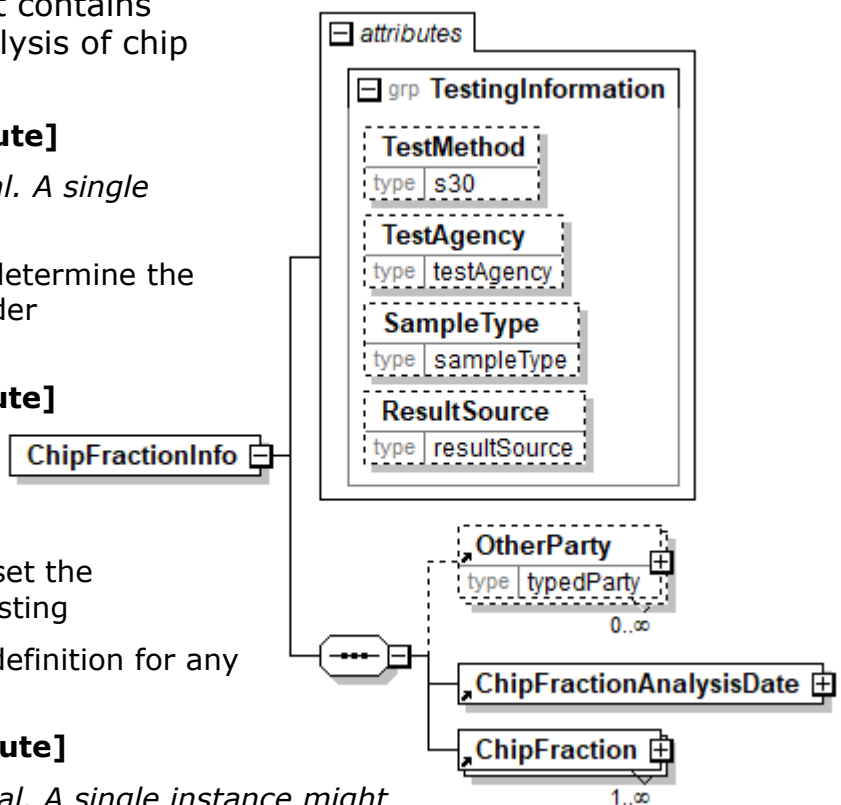 t contains
lysis of chip
ute]
al. A single
determine the
der
ute]
set the
sting
definition for any
ute]
al. A single instance might
attributes
grp TestingInformation
TestMethod
type s30
TestAgency
type testAgency
SampleType
type sampleType
ResultSource
type resultSource
ChipFractionInfo
OtherParty
type typedParty
0..∞
ChipFractionAnalysisDate
ChipFraction
1..∞